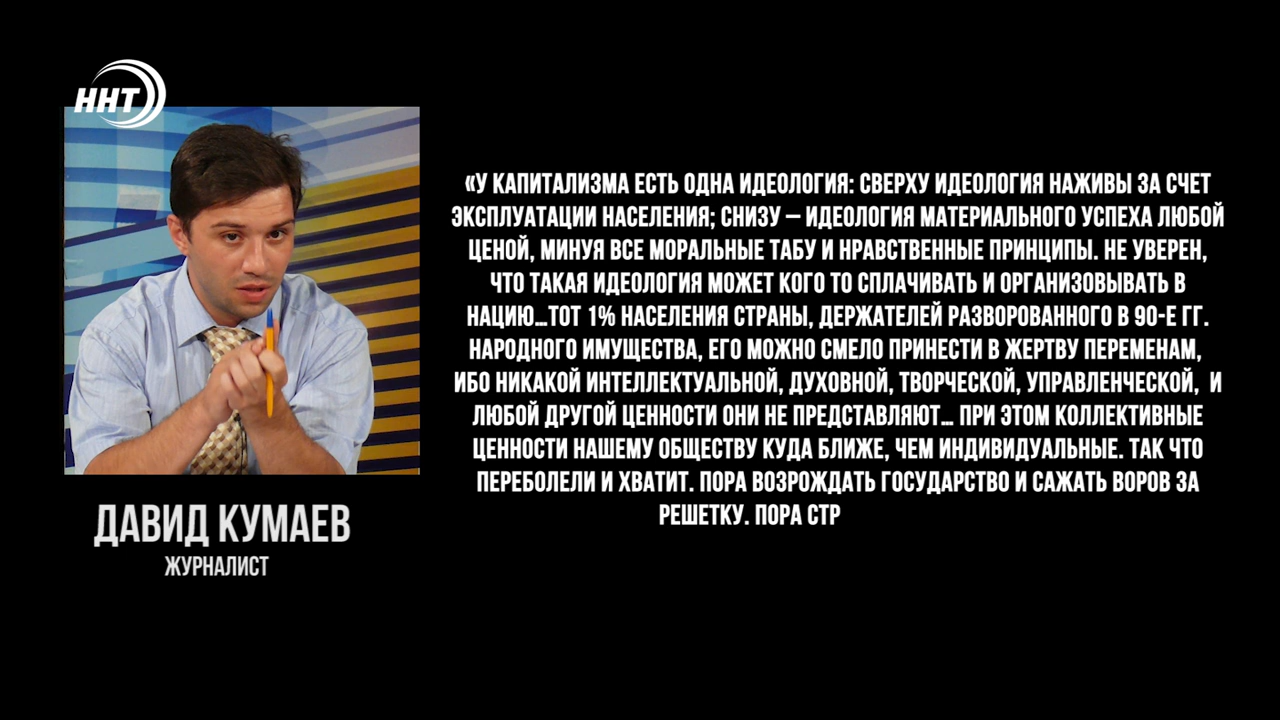 ННТ
«У КАПИТАЛИЗМА ЕСТЬ ОДНА ИДЕОЛОГИЯ: СВЕРХУ ИДЕОЛОГИЯ НАЖИВЫ ЗА СЧЕТ
ЭКСПЛУАТАЦИИ НАСЕЛЕНИЯ; СНИЗУ – ИДЕОЛОГИЯ МАТЕРИАЛЬНОГО УСПЕХА ЛЮБОЙ
ЦЕНОЙ, МИНУЯ ВСЕ МОРАЛЬНЫЕ ТАБУ И НРАВСТВЕННЫЕ ПРИНЦИПЫ. НЕ УВЕРЕН,
ЧТО ТАКАЯ ИДЕОЛОГИЯ МОЖЕТ КОГО ТО СПЛАЧИВАТЬ И ОРГАНИЗОВЫВАТЬ В
НАЦИЮ...ТОТ 1% НАСЕЛЕНИЯ СТРАНЫ, ДЕРЖАТЕЛЕЙ РАЗВОРОВАННОГО В 90-Е ГГ.
НАРОДНОГО ИМУЩЕСТВА, ЕГО МОЖНО СМЕЛО ПРИНЕСТИ В ЖЕРТВУ ПЕРЕМЕНАМ,
ИБО НИКАКОЙ ИНТЕЛЛЕКТУАЛЬНОЙ, ДУХОВНОЙ, ТВОРЧЕСКОЙ, УПРАВЛЕНЧЕСКОЙ, И
ЛЮБОЙ ДРУГОЙ ЦЕННОСТИ ОНИ НЕ ПРЕДСТАВЛЯЮТ... ПРИ ЭТОМ КОЛЛЕКТИВНЫЕ
ЦЕННОСТИ НАШЕМУ ОБЩЕСТВУ КУДА БЛИЖЕ, ЧЕМ ИНДИВИДУАЛЬНЫЕ. ТАК ЧТО
ПЕРЕБОЛЕЛИ И ХВАТИТ. ПОРА ВОЗРОЖДАТЬ ГОСУДАРСТВО И САЖАТЬ ВОРОВ ЗА
РЕШЕТКУ. ПОРА СТР
ДАВИД КУМАЕВ
ЖУРНАЛИСТ